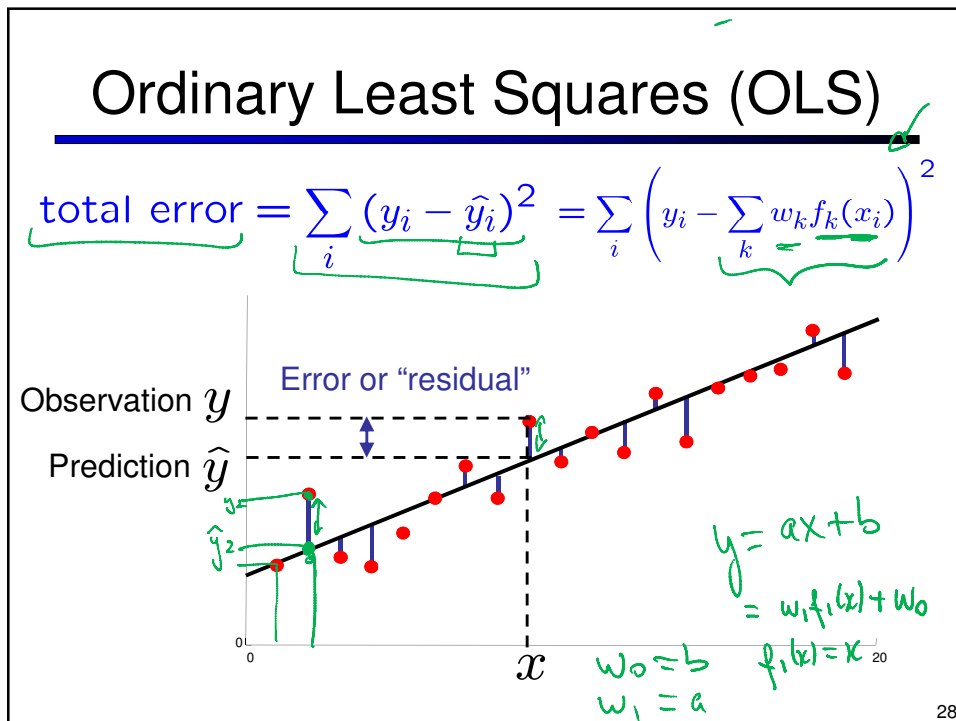 Ordinary Least Squares (OLS)
total error = ∑_i (y_i − ŷ_i)² = ∑_i (y_i − ∑_k w_k f_k(x_i))²
Error or “residual”
Observation y
Prediction ŷ
y₂
ŷ₂
y = ax + b
= w₁f₁(x) + w₀
f₁(x) = x
w₀ = b
w₁ = a
0
0
x
20
28